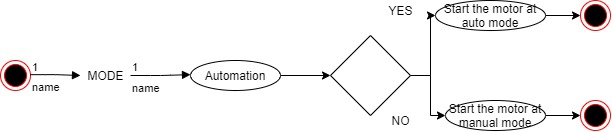 YES
Start the motor at
auto mode
1
name
MODE
1
name
Automation
NO
Start the motor at
manual mode